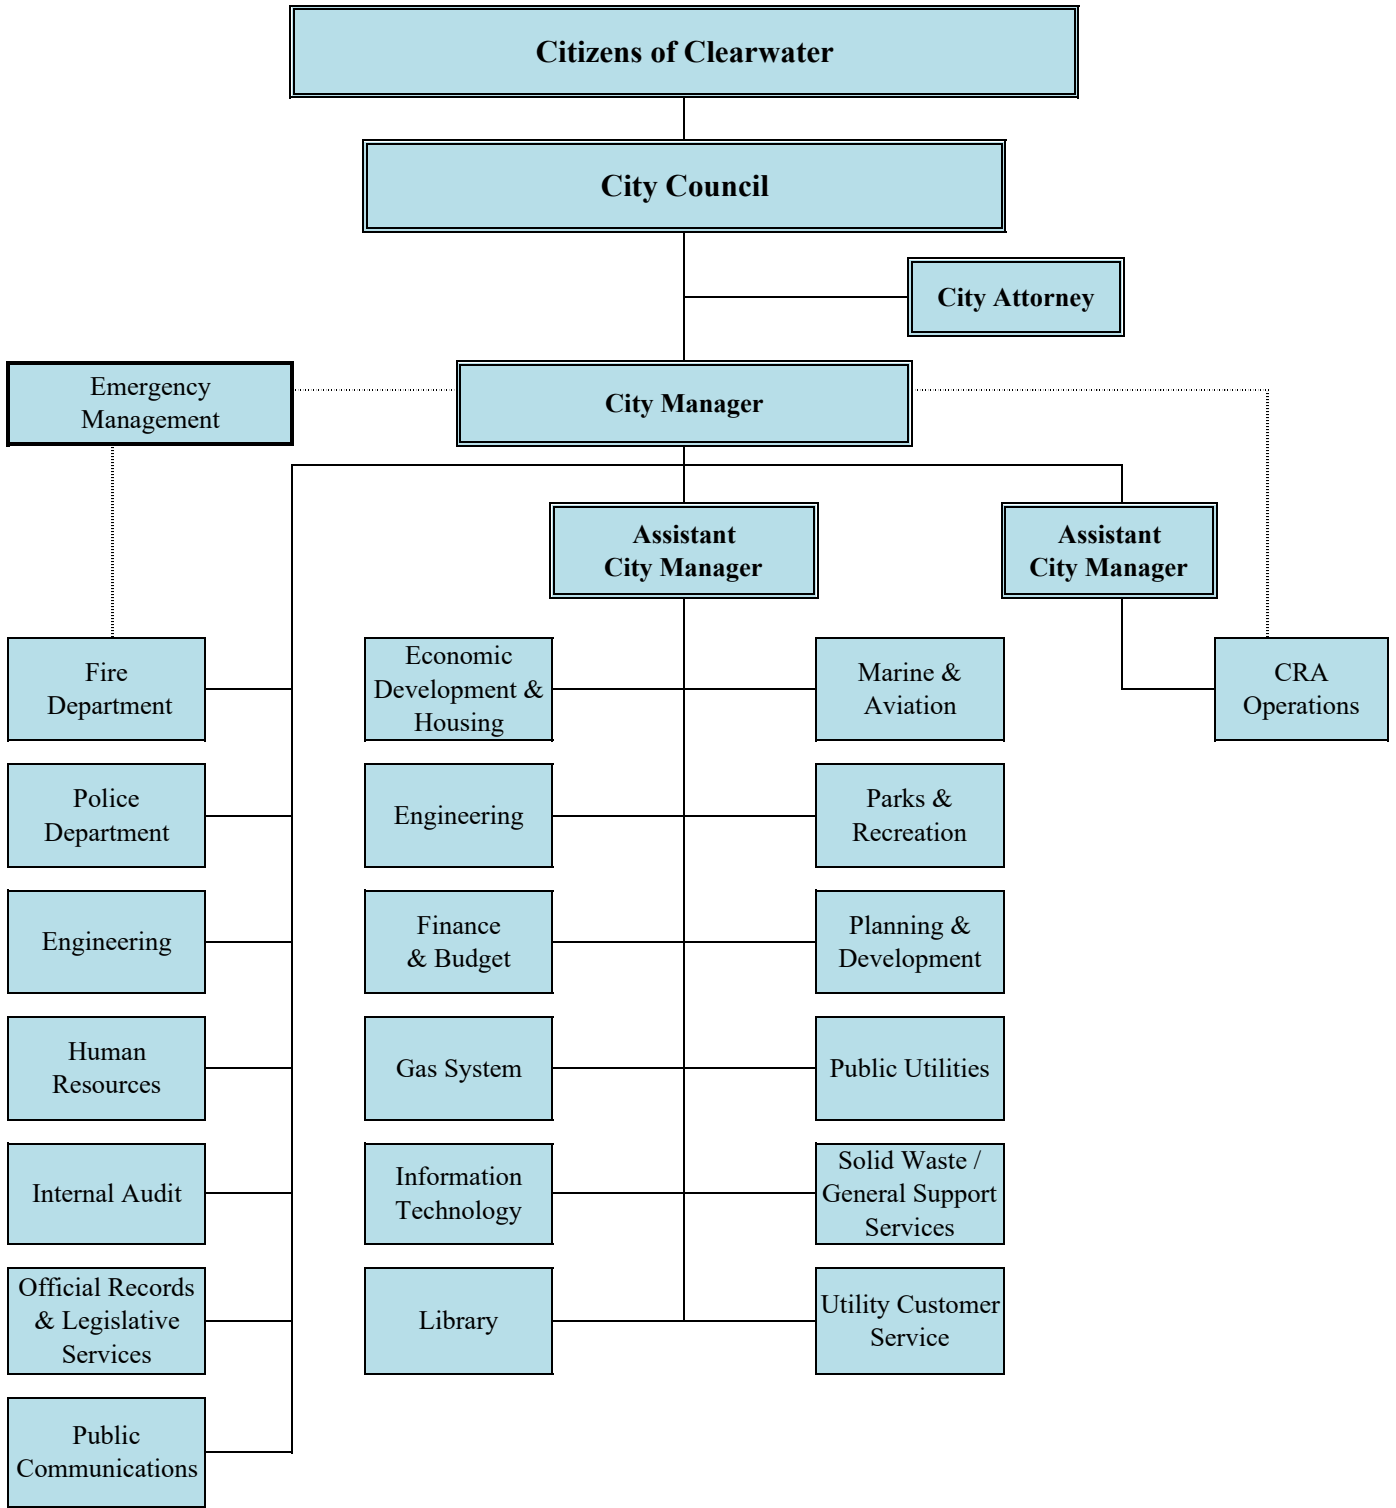 Citizens of Clearwater
City Council
City Attorney
Emergency
Management
City Manager
Assistant
City Manager
Assistant
City Manager
Fire
Department
Economic
Development &
Housing
Marine &
Aviation
CRA
Operations
Police
Department
Engineering
Parks &
Recreation
Engineering
Finance
& Budget
Planning &
Development
Human
Resources
Gas System
Public Utilities
Internal Audit
Information
Technology
Solid Waste /
General Support
Services
Official Records
& Legislative
Services
Library
Utility Customer
Service
Public
Communications